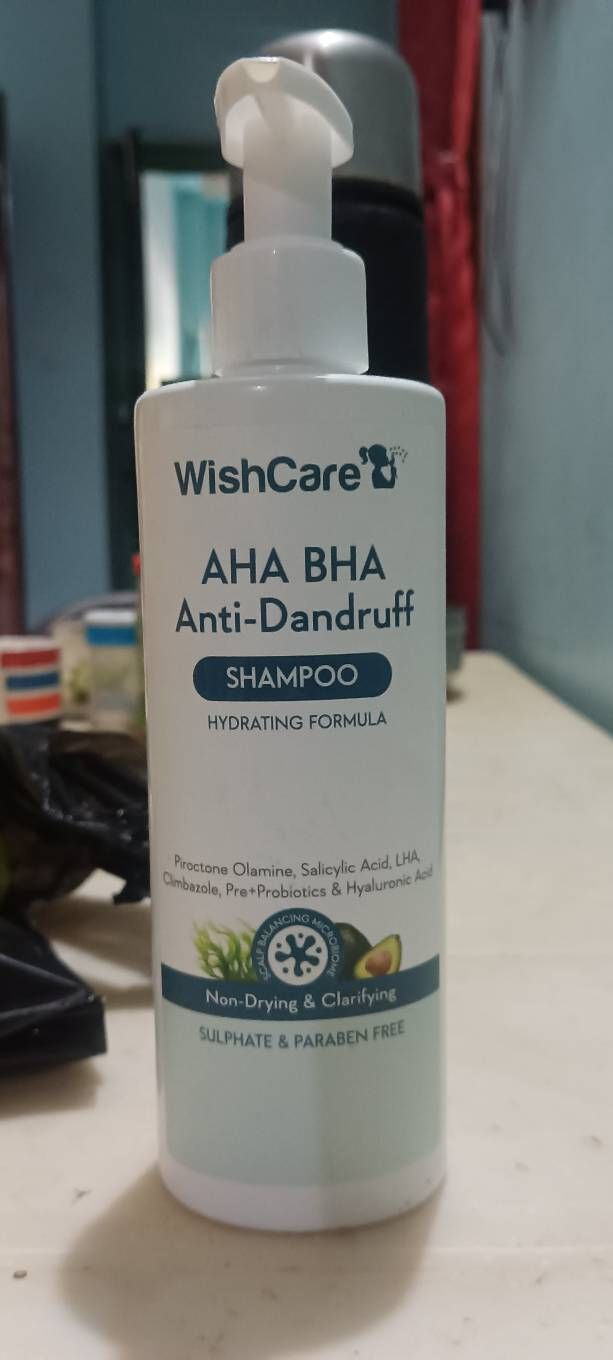 WishCare
AHA BHA
Anti-Dandruff
SHAMPOO
HYDRATING FORMULA
Piroctone Olamine, Salicylic Acid, LHA,
Climbazole, Pre+Probiotics & Hyaluronic Acid
SCALP BALANCING MICROBIOME
Non-Drying & Clarifying
SULPHATE & PARABEN FREE